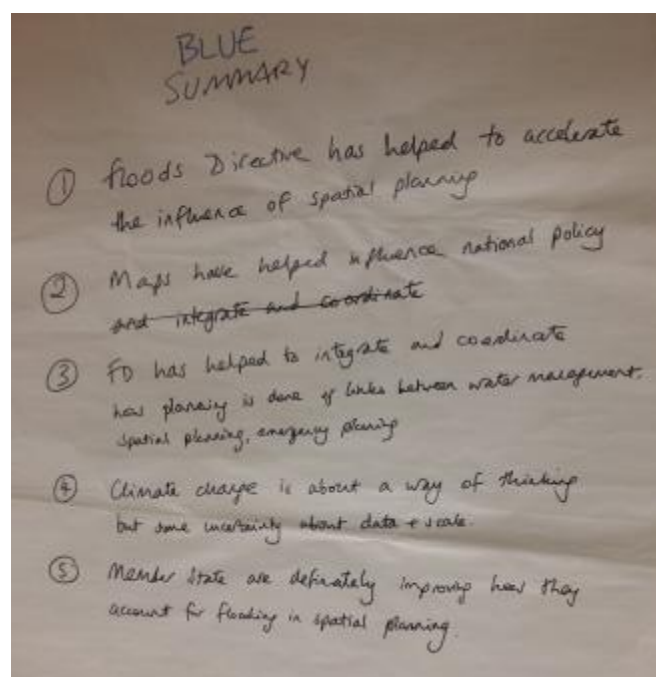 BLUE
SUMMARY
① Floods Directive has helped to accelerate
the influence of spatial planning
② Maps have helped influence national policy
and integrate and coordinate
③ FD has helped to integrate and coordinate
how planning is done & links between water management,
spatial planning, emergency planning
④ Climate change is about a way of thinking
but some uncertainty about data + scale.
⑤ Member State are definately improving how they
account for flooding in spatial planning.